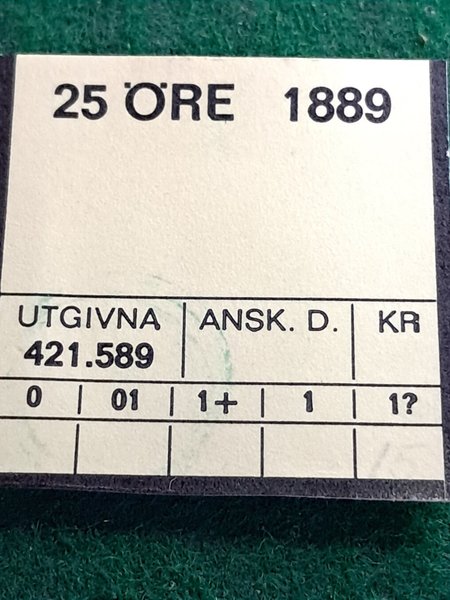 25 ÖRE 1889
UTGIVNA ANSK. D. KR
421.589
0 01 1+ 1 1?